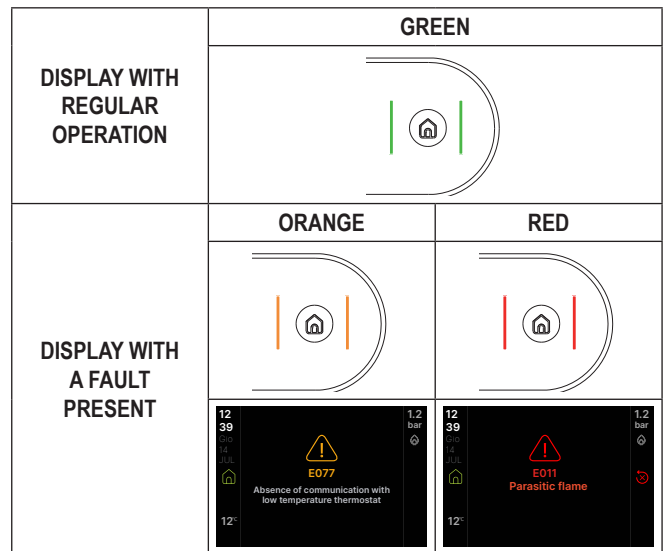 GREEN
DISPLAY WITH
REGULAR
OPERATION
ORANGE
RED
DISPLAY WITH
A FAULT
PRESENT
12
39
Gio
14
JUL
12°C
E077
Absence of communication with
low temperature thermostat
1.2
bar
12
39
Gio
14
JUL
12°C
E011
Parasitic flame
1.2
bar